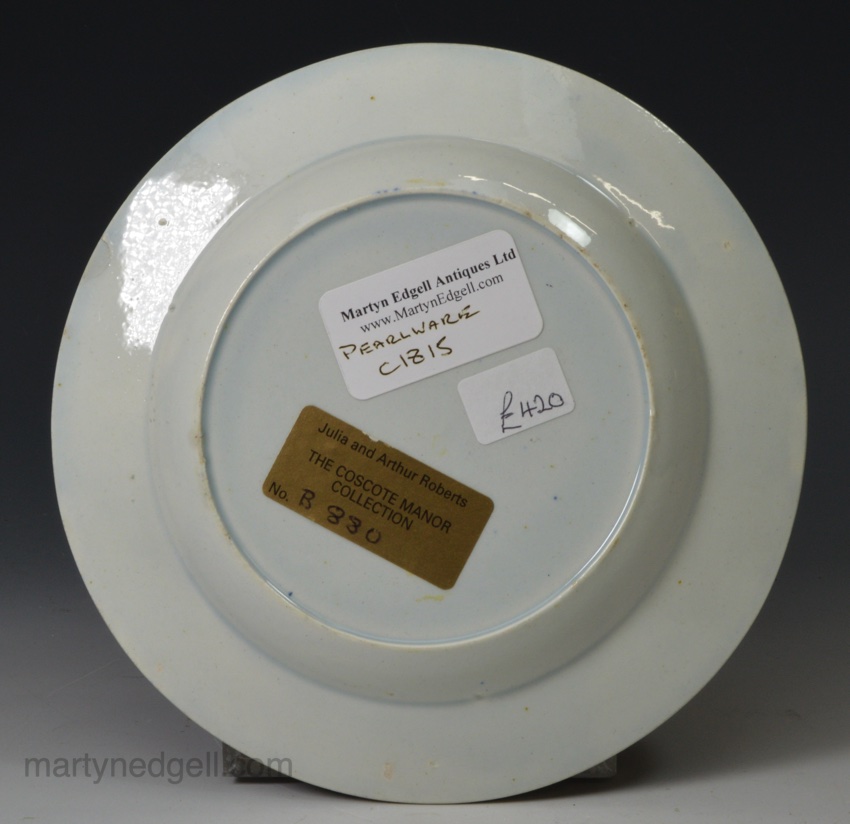 Martyn Edgell Antiques Ltd
www.MartynEdgell.com
PEARLWARE
C1815
£420
Julia and Arthur Roberts
THE COSCOTE MANOR
COLLECTION
No. B 880
martynedgell.com